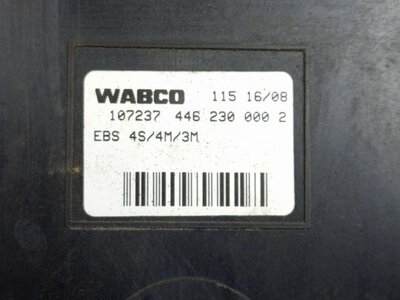 WABCO 115 16/08
107237 446 230 000 2
EBS 4S/4M/3M